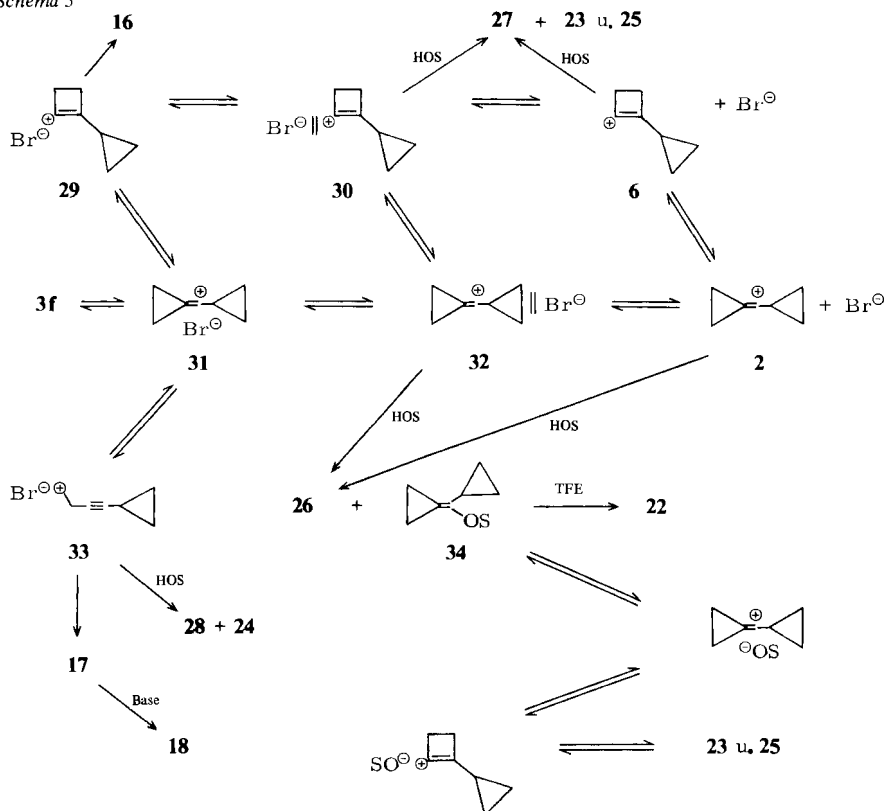 Schema 5
16
27 + 23 u. 25
HOS
HOS
Br⊖ ⊕
Br⊖ || ⊕
⊕
+ Br⊖
29
30
6
3f
⊕
Br⊖
⊕ || Br⊖
⊕ + Br⊖
31
32
2
HOS
HOS
Br⊖ ⊕
26 +
OS
TFE
22
33
34
HOS
28 + 24
⊕
⊖OS
17
Base
18
SO⊖ ⊕
23 u. 25